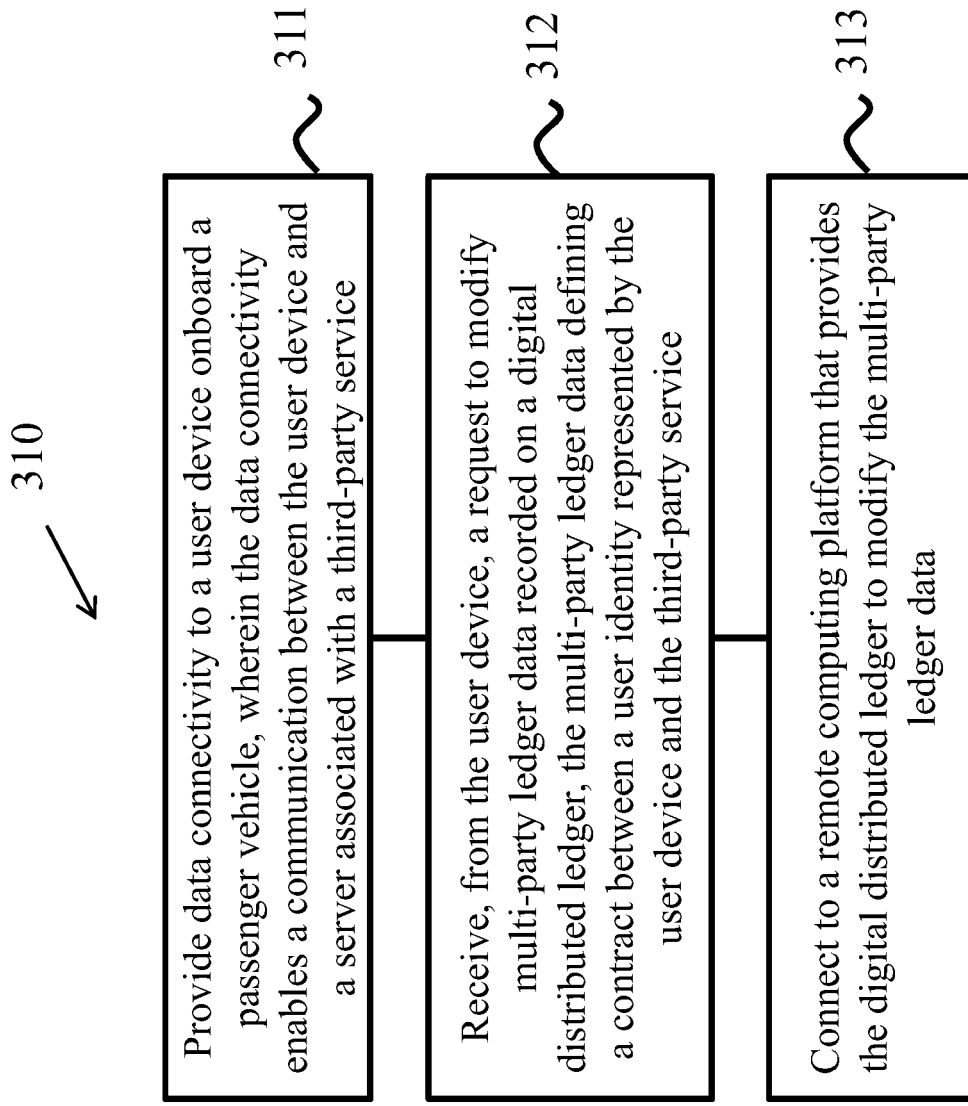 310
Provide data connectivity to a user device onboard a
passenger vehicle, wherein the data connectivity
enables a communication between the user device and
a server associated with a third-party service
311
Receive, from the user device, a request to modify
multi-party ledger data recorded on a digital
distributed ledger, the multi-party ledger data defining
a contract between a user identity represented by the
user device and the third-party service
312
Connect to a remote computing platform that provides
the digital distributed ledger to modify the multi-party
ledger data
313